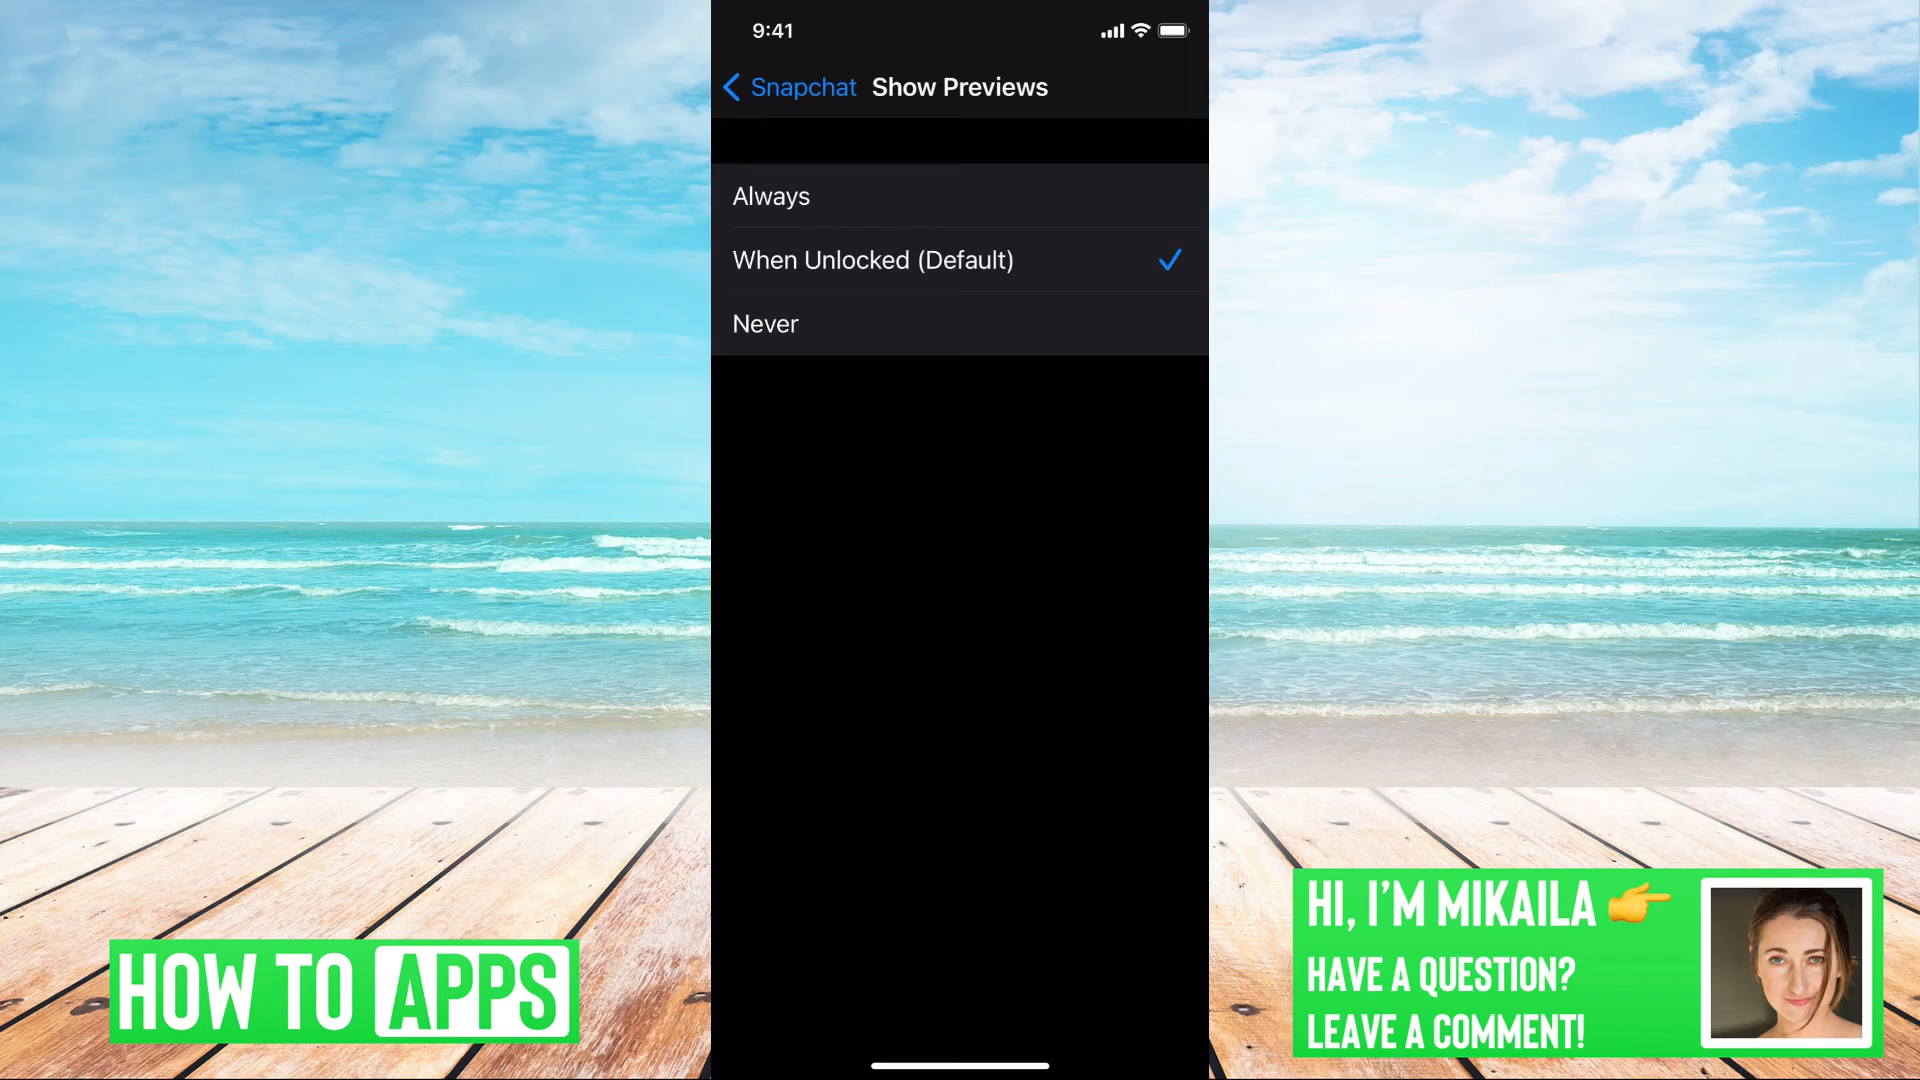 9:41
Snapchat Show Previews
Always
When Unlocked (Default)
Never
HOW TO APPS
HI, I'M MIKAILA 👉
HAVE A QUESTION?
LEAVE A COMMENT!